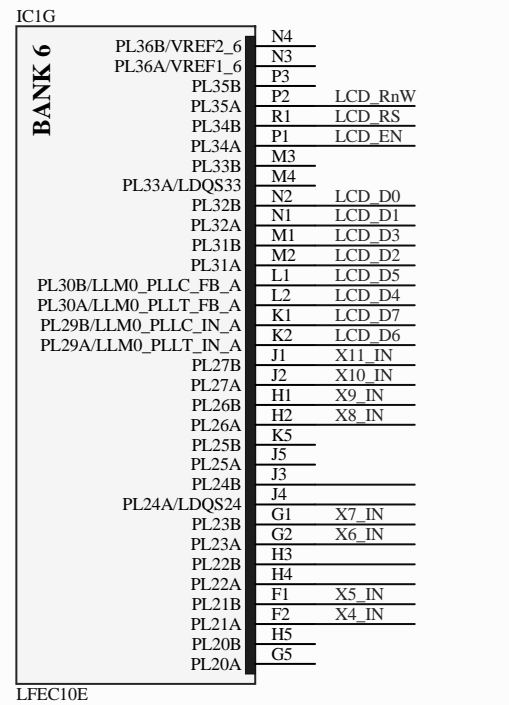 IC1G
BANK 6
PL36B/VREF2_6 N4
PL36A/VREF1_6 N3
PL35B P3
PL35A P2 LCD_RnW
PL34B R1 LCD_RS
PL34A P1 LCD_EN
PL33B M3
PL33A/LDQS33 M4
PL32B N2 LCD_D0
PL32A N1 LCD_D1
PL31B M1 LCD_D3
PL31A M2 LCD_D2
PL30B/LLM0_PLLC_FB_A L1 LCD_D5
PL30A/LLM0_PLLT_FB_A L2 LCD_D4
PL29B/LLM0_PLLC_IN_A K1 LCD_D7
PL29A/LLM0_PLLT_IN_A K2 LCD_D6
PL27B J1 X11_IN
PL27A J2 X10_IN
PL26B H1 X9_IN
PL26A H2 X8_IN
PL25B K5
PL25A J5
PL24B J3
PL24A/LDQS24 J4
PL23B G1 X7_IN
PL23A G2 X6_IN
PL22B H3
PL22A H4
PL21B F1 X5_IN
PL21A F2 X4_IN
PL20B H5
PL20A G5
LFEC10E